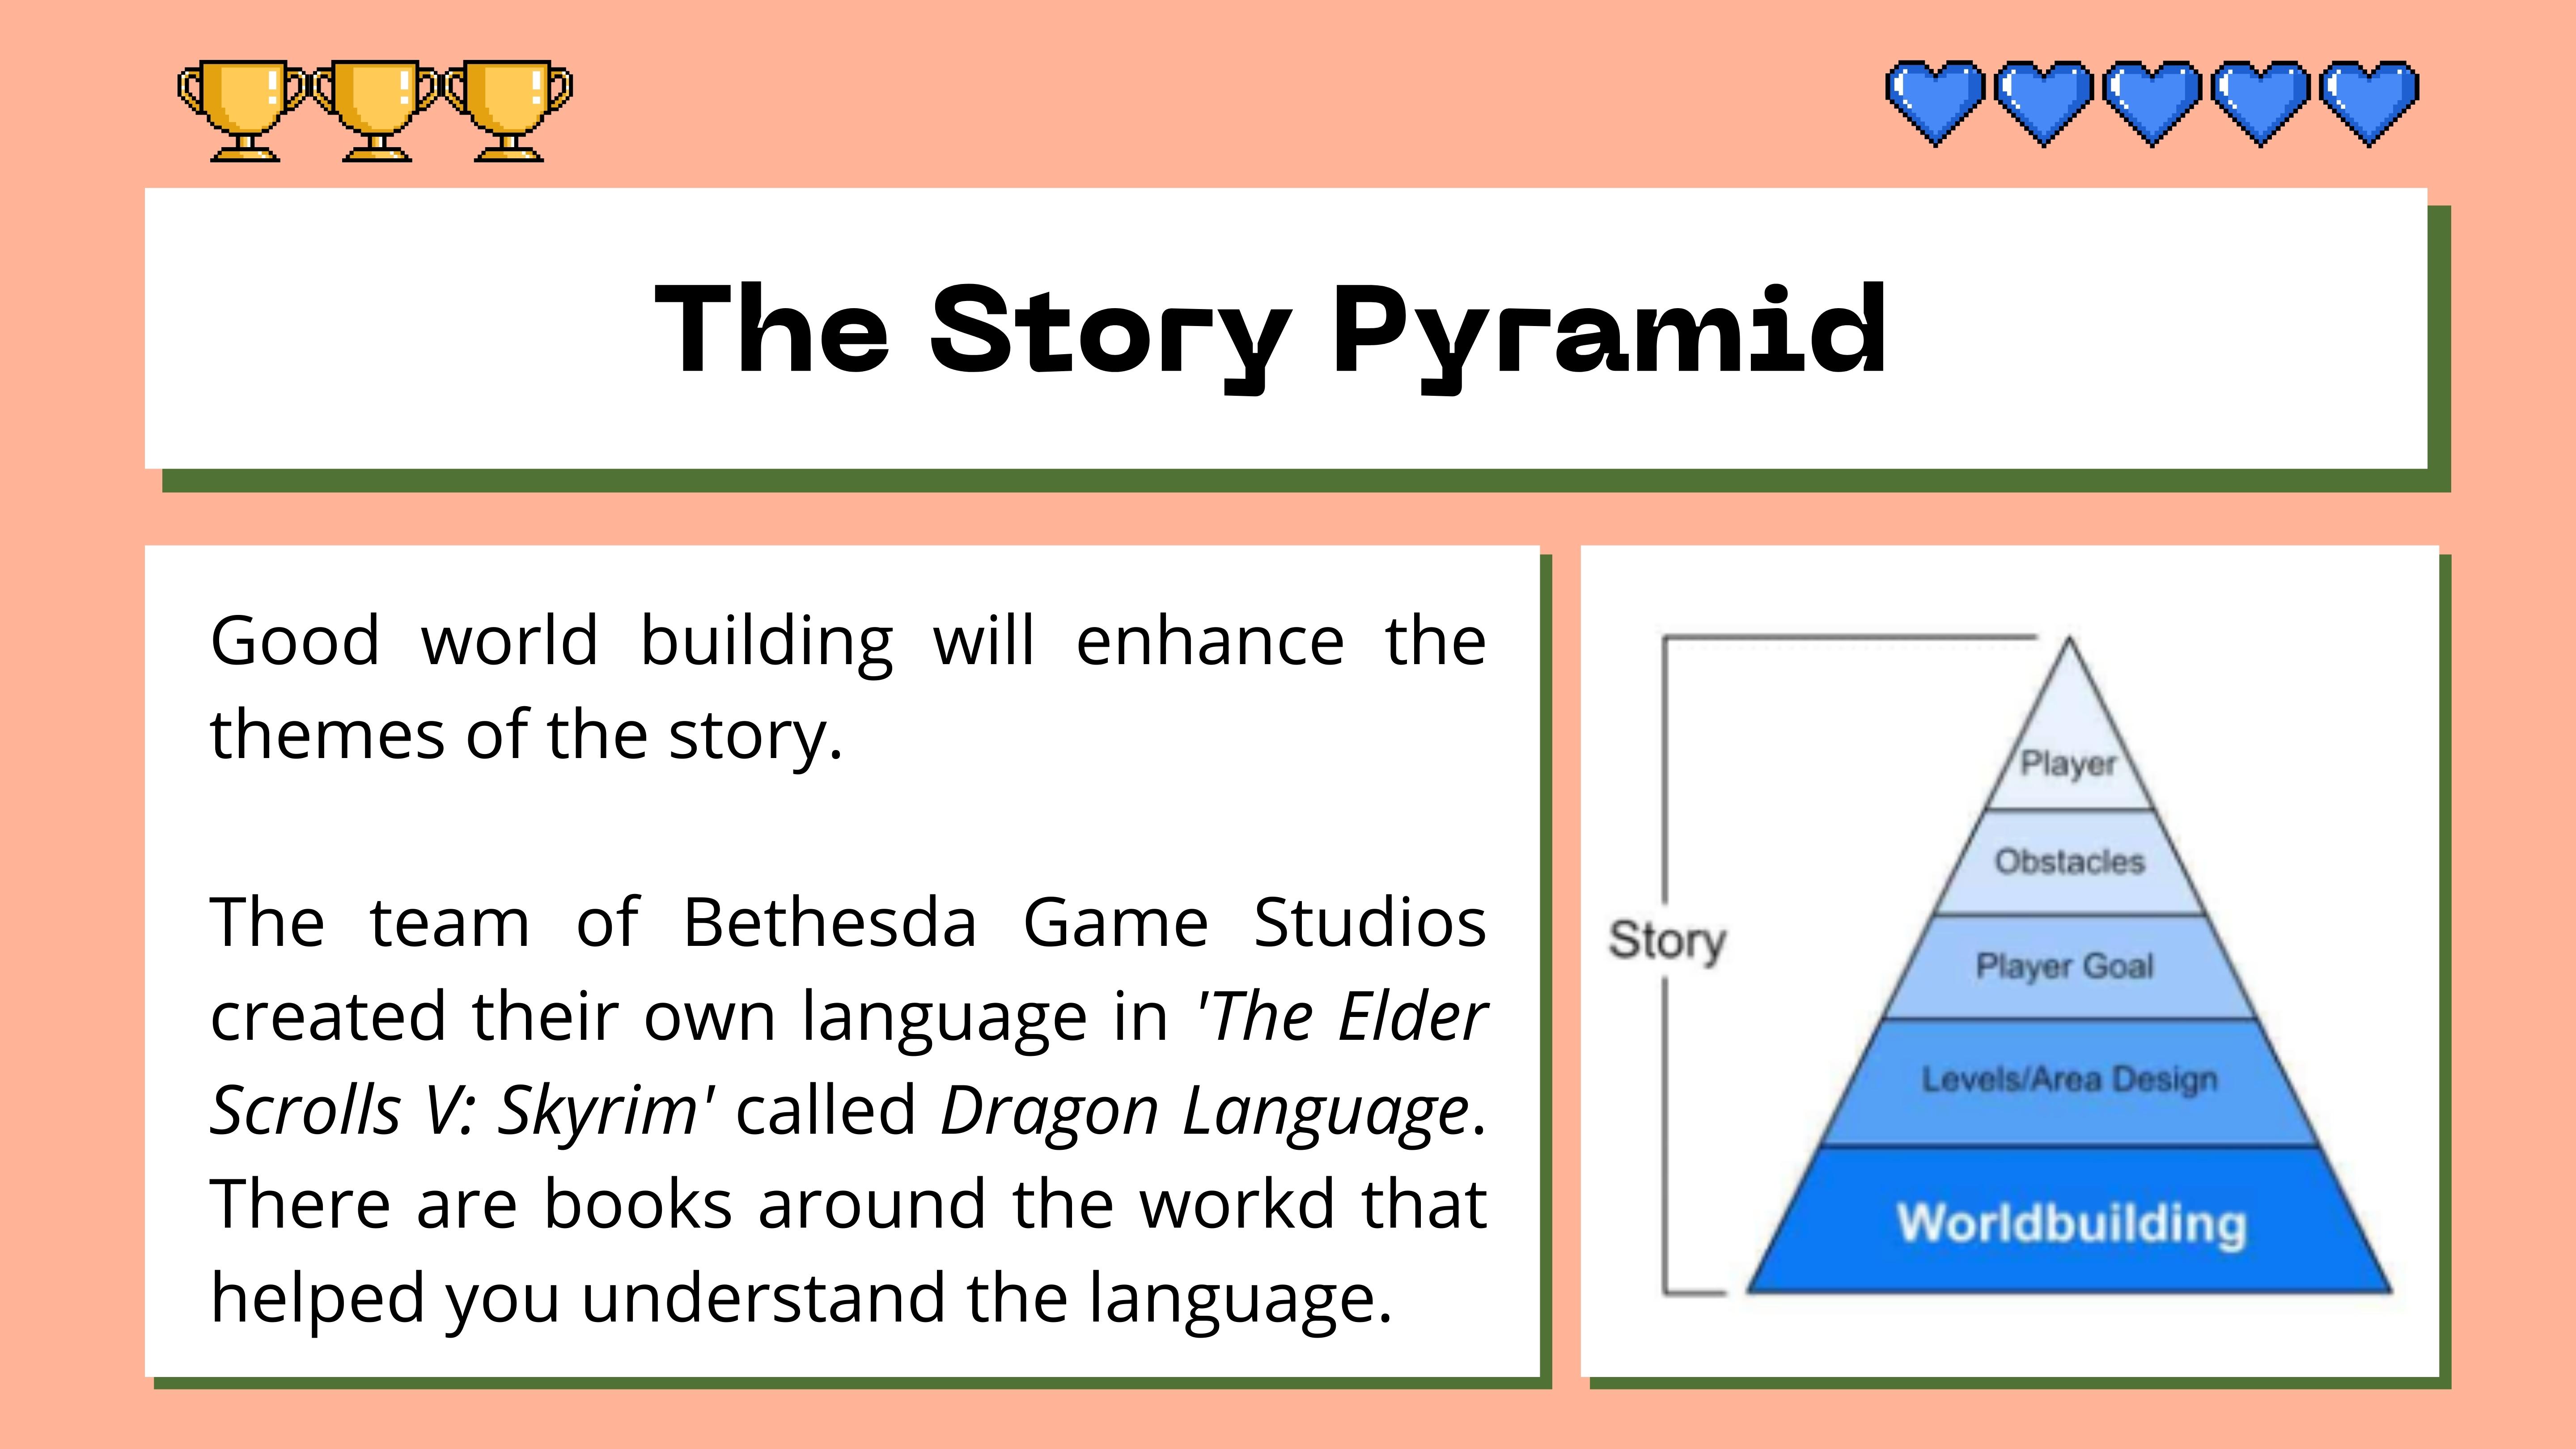 The Story Pyramid
Good world building will enhance the
themes of the story.
The team of Bethesda Game Studios
created their own language in 'The Elder
Scrolls V: Skyrim' called Dragon Language.
There are books around the workd that
helped you understand the language.
Story
Player
Obstacles
Player Goal
Levels/Area Design
Worldbuilding